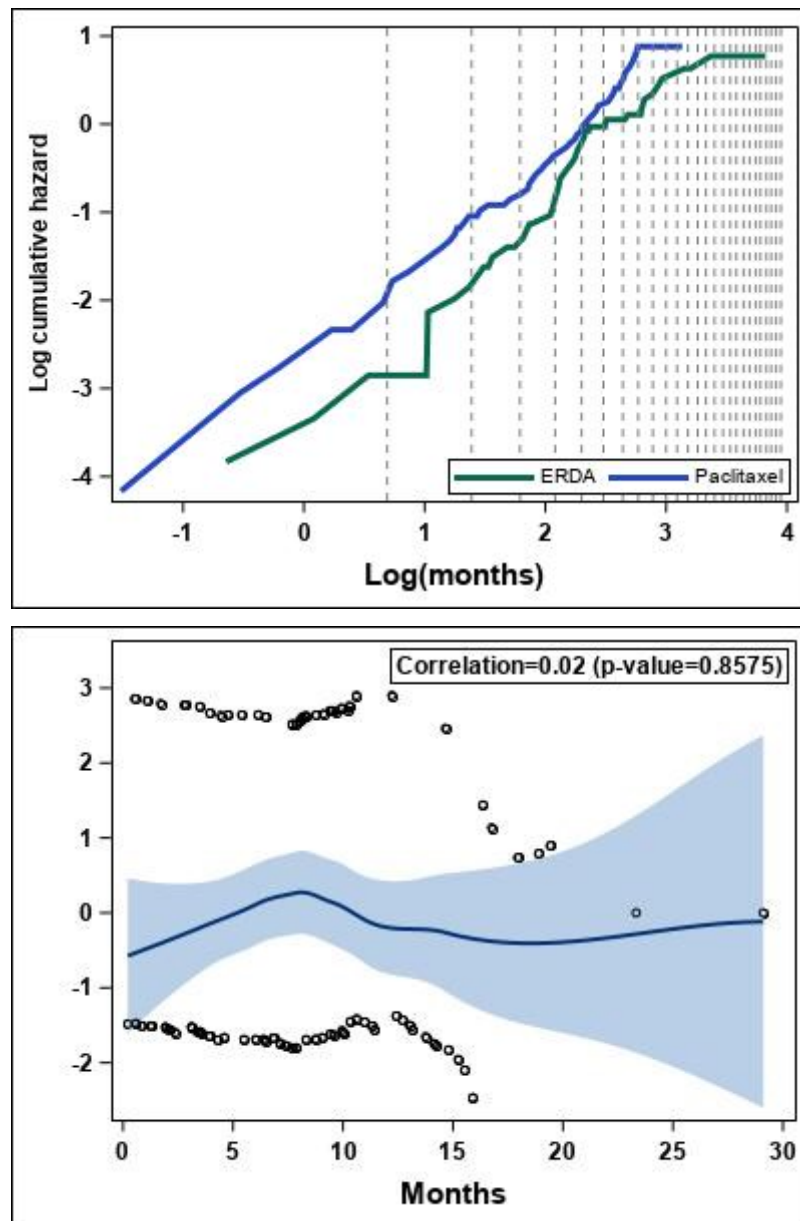 1
0
-1
-2
-3
-4
Log cumulative hazard
ERDA Paclitaxel
-1 0 1 2 3 4
Log(months)
Correlation=0.02 (p-value=0.8575)
3
2
1
0
-1
-2
0 5 10 15 20 25 30
Months